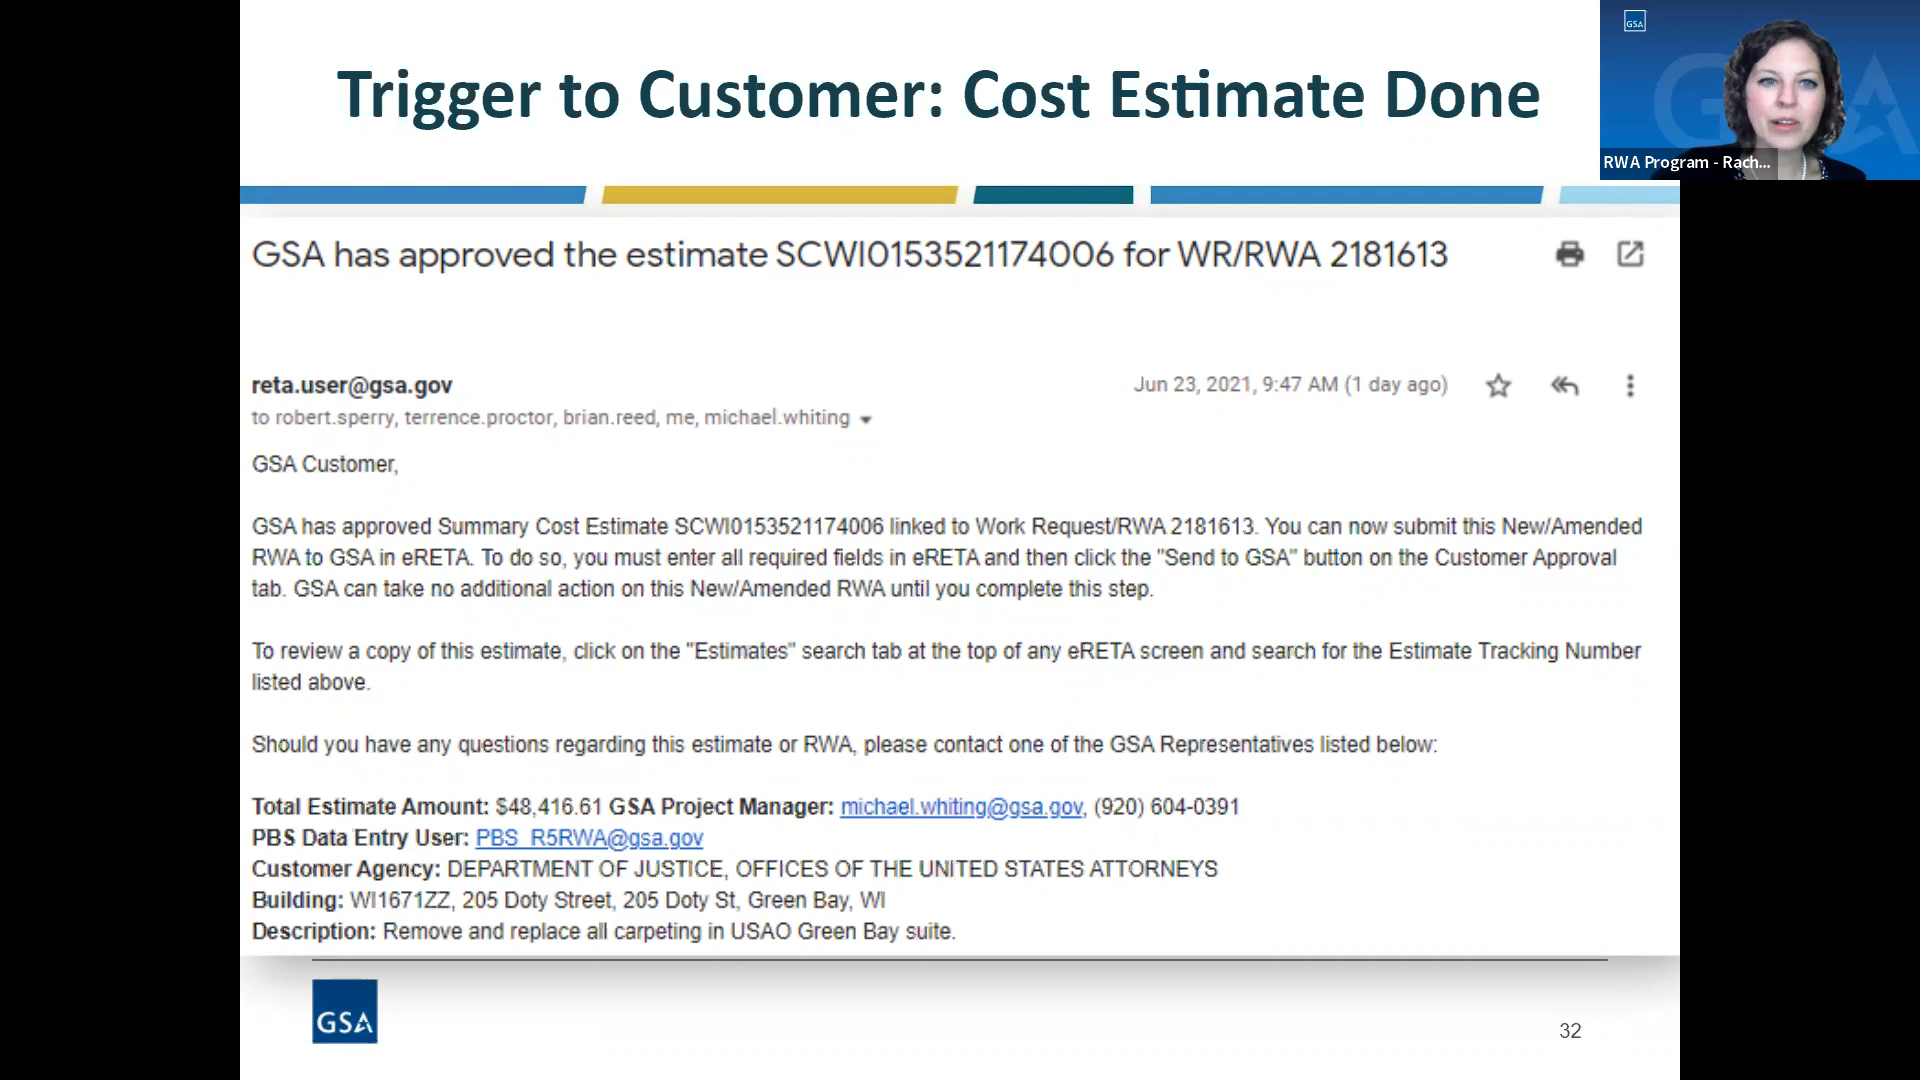 Trigger to Customer: Cost Estimate Done
GSA
RWA Program - Rach...
GSA has approved the estimate SCWI0153521174006 for WR/RWA 2181613
reta.user@gsa.gov
Jun 23, 2021, 9:47 AM (1 day ago)
to robert.sperry, terrence.proctor, brian.reed, me, michael.whiting
GSA Customer,
GSA has approved Summary Cost Estimate SCWI0153521174006 linked to Work Request/RWA 2181613. You can now submit this New/Amended
RWA to GSA in eRETA. To do so, you must enter all required fields in eRETA and then click the "Send to GSA" button on the Customer Approval
tab. GSA can take no additional action on this New/Amended RWA until you complete this step.
To review a copy of this estimate, click on the "Estimates" search tab at the top of any eRETA screen and search for the Estimate Tracking Number
listed above.
Should you have any questions regarding this estimate or RWA, please contact one of the GSA Representatives listed below:
Total Estimate Amount: $48,416.61 GSA Project Manager: michael.whiting@gsa.gov, (920) 604-0391
PBS Data Entry User: PBS_R5RWA@gsa.gov
Customer Agency: DEPARTMENT OF JUSTICE, OFFICES OF THE UNITED STATES ATTORNEYS
Building: WI1671ZZ, 205 Doty Street, 205 Doty St, Green Bay, WI
Description: Remove and replace all carpeting in USAO Green Bay suite.
GSA
32